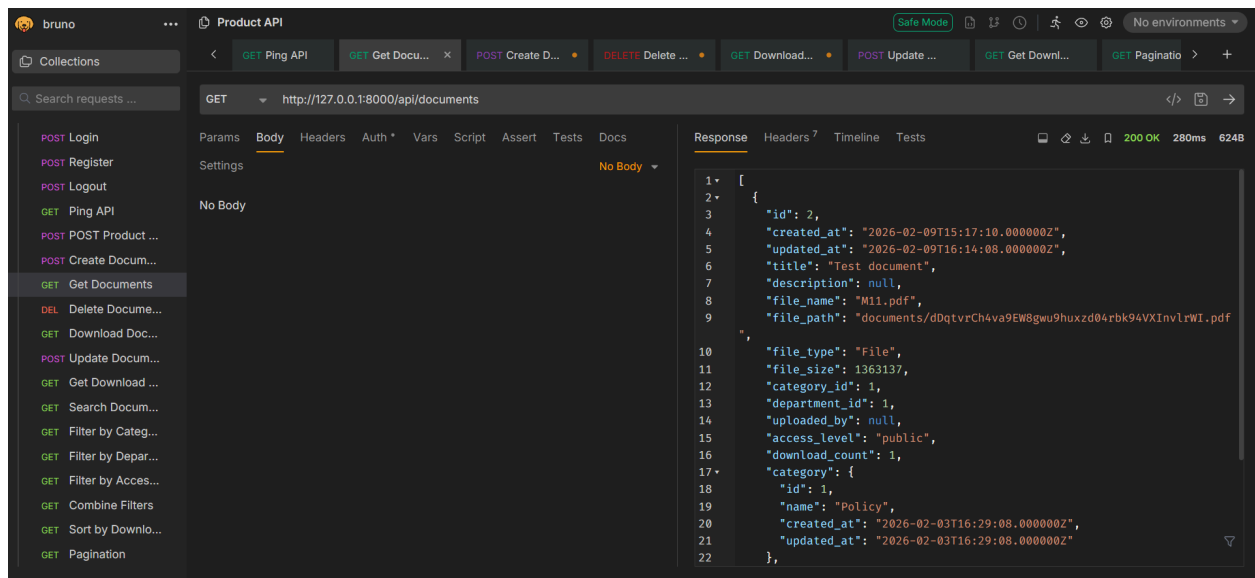 bruno
Product API
Safe Mode
No environments
Collections
GET Ping API
GET Get Docu...
POST Create D...
DELETE Delete ...
GET Download...
POST Update ...
GET Get Downl...
GET Paginatio
Search requests ...
GET http://127.0.0.1:8000/api/documents
POST Login
POST Register
POST Logout
GET Ping API
POST POST Product ...
POST Create Docum...
GET Get Documents
DEL Delete Docume...
GET Download Doc...
POST Update Docum...
GET Get Download ...
GET Search Docum...
GET Filter by Categ...
GET Filter by Depar...
GET Filter by Acces...
GET Combine Filters
GET Sort by Downlo...
GET Pagination
Params Body Headers Auth Vars Script Assert Tests Docs
Settings
No Body
No Body
Response Headers 7 Timeline Tests
200 OK 280ms 624B
1 [
2 {
3 "id": 2,
4 "created_at": "2026-02-09T15:17:10.000000Z",
5 "updated_at": "2026-02-09T16:14:08.000000Z",
6 "title": "Test document",
7 "description": null,
8 "file_name": "M11.pdf",
9 "file_path": "documents/dDqtvrCh4va9EW8gwu9huxzd04rbk94VXInvlrWI.pdf
",
10 "file_type": "File",
11 "file_size": 1363137,
12 "category_id": 1,
13 "department_id": 1,
14 "uploaded_by": null,
15 "access_level": "public",
16 "download_count": 1,
17 "category": {
18 "id": 1,
19 "name": "Policy",
20 "created_at": "2026-02-03T16:29:08.000000Z",
21 "updated_at": "2026-02-03T16:29:08.000000Z"
22 },